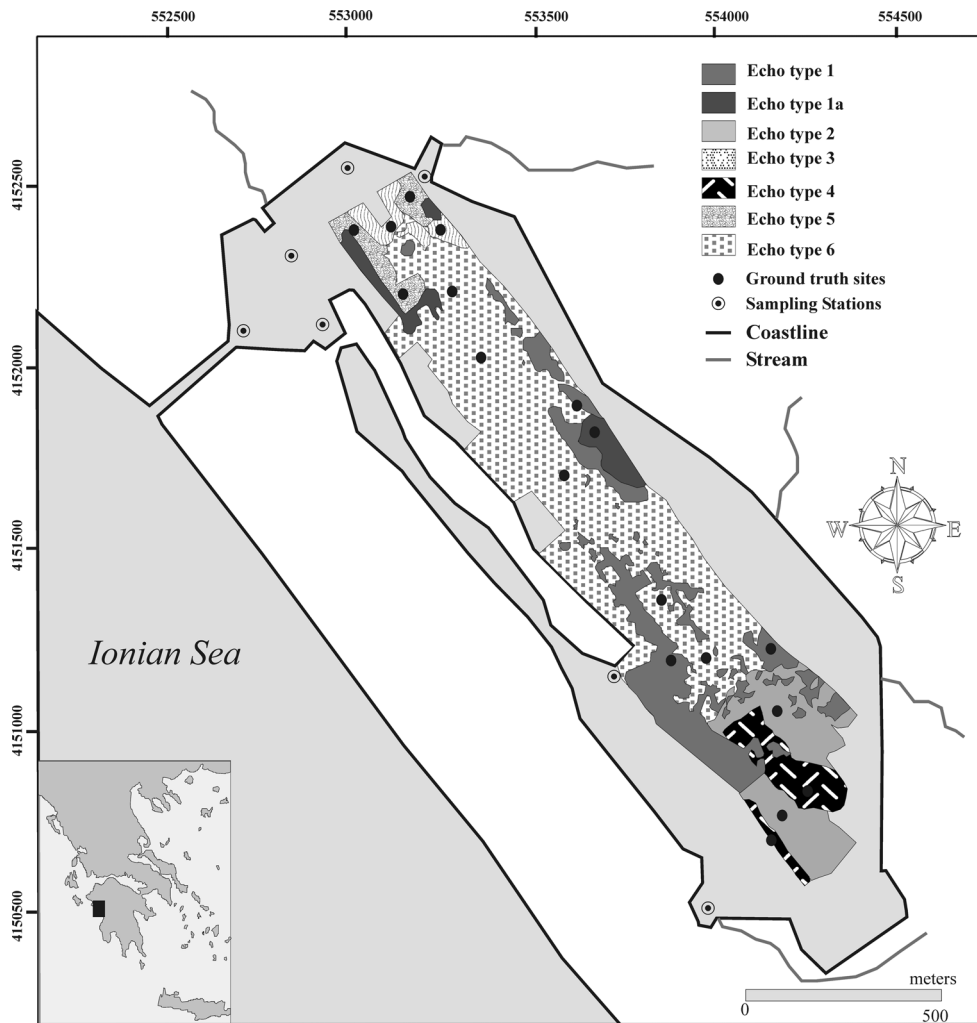 552500 553000 553500 554000 554500
Echo type 1
Echo type 1a
Echo type 2
Echo type 3
Echo type 4
Echo type 5
Echo type 6
Ground truth sites
Sampling Stations
Coastline
Stream
4152500
4152000
4151500
4151000
4150500
N
W E
S
Ionian Sea
meters
0 500